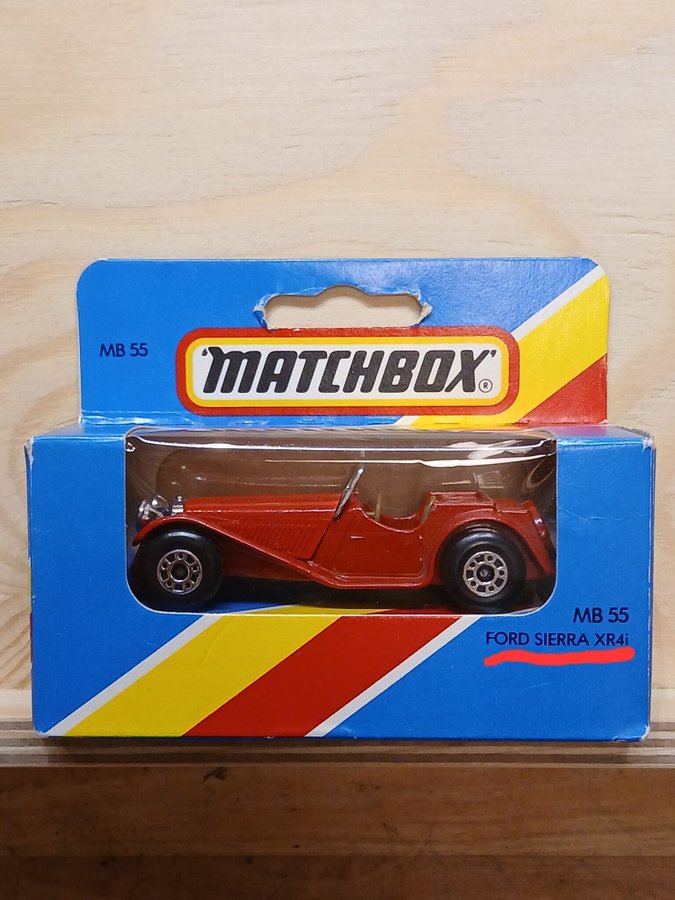 MB 55
'MATCHBOX'
®
MB 55
FORD SIERRA XR4i